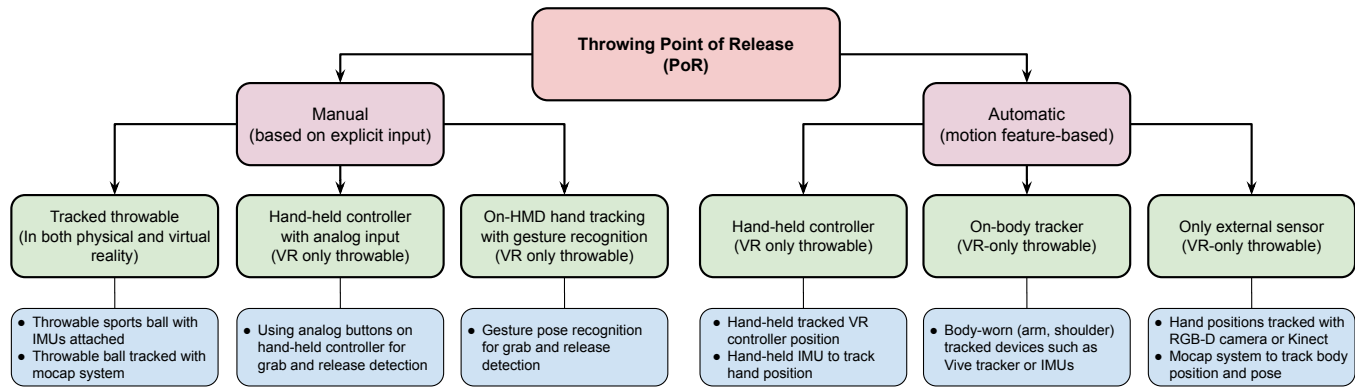 Throwing Point of Release
(PoR)
Manual
(based on explicit input)
Automatic
(motion feature-based)
Tracked throwable
(In both physical and virtual
reality)
Hand-held controller
with analog input
(VR only throwable)
On-HMD hand tracking
with gesture recognition
(VR only throwable)
Hand-held controller
(VR only throwable)
On-body tracker
(VR-only throwable)
Only external sensor
(VR-only throwable)
● Throwable sports ball with
IMUs attached
● Throwable ball tracked with
mocap system
● Using analog buttons on
hand-held controller for
grab and release detection
● Gesture pose recognition
for grab and release
detection
● Hand-held tracked VR
controller position
● Hand-held IMU to track
hand position
● Body-worn (arm, shoulder)
tracked devices such as
Vive tracker or IMUs
● Hand positions tracked with
RGB-D camera or Kinect
● Mocap system to track body
position and pose